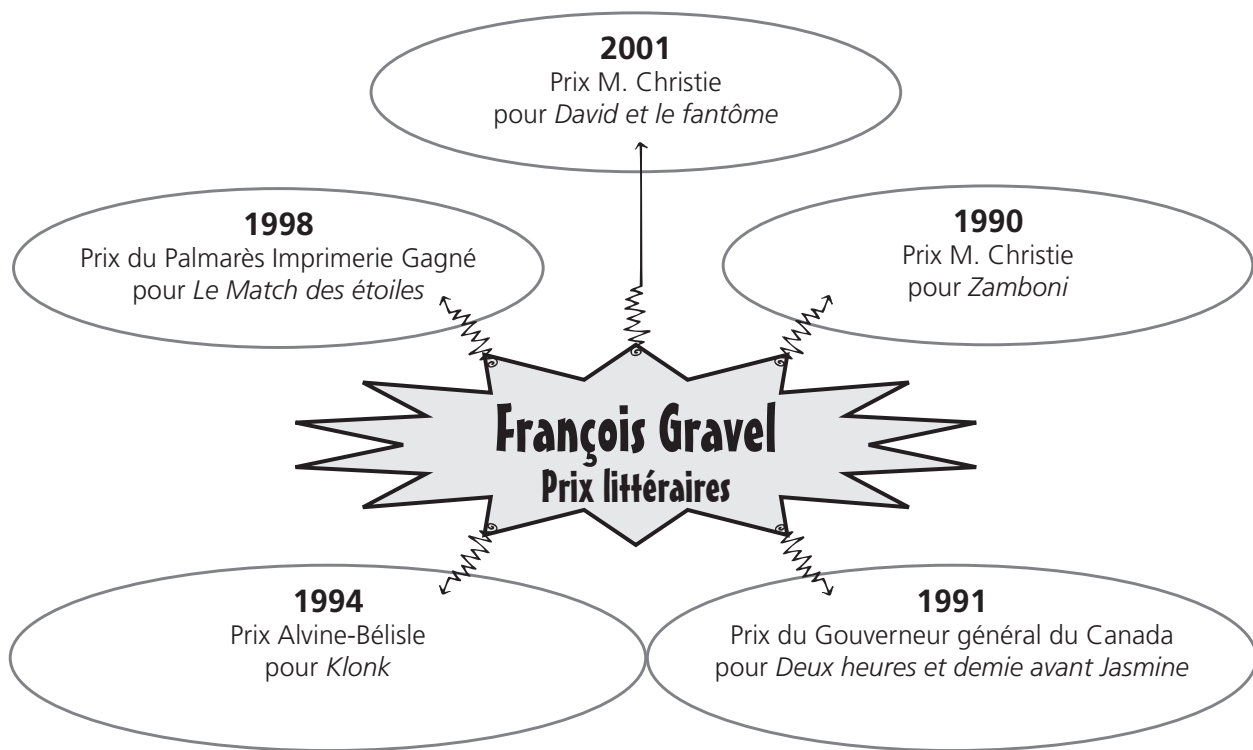 2001
Prix M. Christie
pour David et le fantôme
1998
Prix du Palmarès Imprimerie Gagné
pour Le Match des étoiles
1990
Prix M. Christie
pour Zamboni
François Gravel
Prix littéraires
1994
Prix Alvine-Bélisle
pour Klonk
1991
Prix du Gouverneur général du Canada
pour Deux heures et demie avant Jasmine